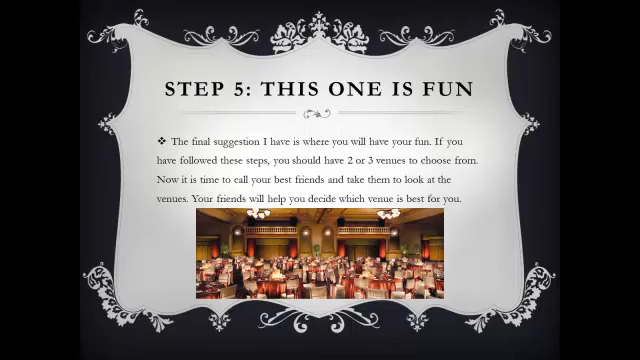 STEP 5: THIS ONE IS FUN
❖ The final suggestion I have is where you will have your fun. If you
have followed these steps, you should have 2 or 3 venues to choose from.
Now it is time to call your best friends and take them to look at the
venues. Your friends will help you decide which venue is best for you.